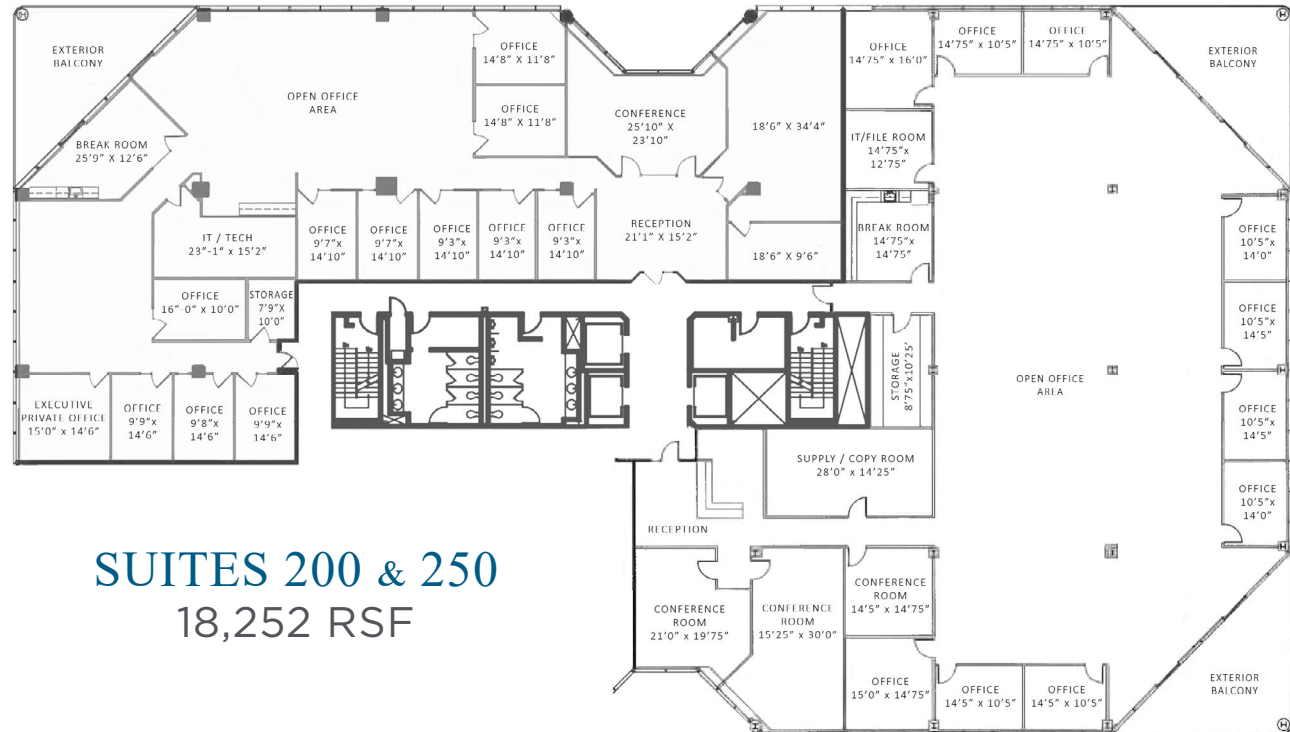 EXTERIOR
BALCONY
OPEN OFFICE
AREA
OFFICE
14'8" X 11'8"
OFFICE
14'8" X 11'8"
CONFERENCE
25'10" X
23'10"
18'6" X 34'4"
BREAK ROOM
25'9" X 12'6"
IT / TECH
23"-1" x 15'2"
OFFICE
9'7"x
14'10"
OFFICE
9'7"x
14'10"
OFFICE
9'3"x
14'10"
OFFICE
9'3"x
14'10"
OFFICE
9'3"x
14'10"
RECEPTION
21'1" X 15'2"
18'6" X 9'6"
OFFICE
16"-0" x 10'0"
STORAGE
7'9"X
10'0"
EXECUTIVE
PRIVATE OFFICE
15'0" x 14'6"
OFFICE
9'9"x
14'6"
OFFICE
9'8"x
14'6"
OFFICE
9'9"x
14'6"
OFFICE
14'75" x 16'0"
OFFICE
14'75" x 10'5"
OFFICE
14'75" x 10'5"
EXTERIOR
BALCONY
IT/FILE ROOM
14'75"x
12'75"
BREAK ROOM
14'75"x
14'75"
OFFICE
10'5"x
14'0"
OFFICE
10'5"x
14'5"
OFFICE
10'5"x
14'5"
OFFICE
10'5"x
14'0"
OPEN OFFICE
AREA
STORAGE
8'75"x10'25'
SUPPLY / COPY ROOM
28'0" x 14'25"
RECEPTION
CONFERENCE
ROOM
21'0" x 19'75"
CONFERENCE
ROOM
15'25" x 30'0"
CONFERENCE
ROOM
14'5" x 14'75"
OFFICE
15'0" x 14'75"
OFFICE
14'5" x 10'5"
OFFICE
14'5" x 10'5"
EXTERIOR
BALCONY
SUITES 200 & 250
18,252 RSF